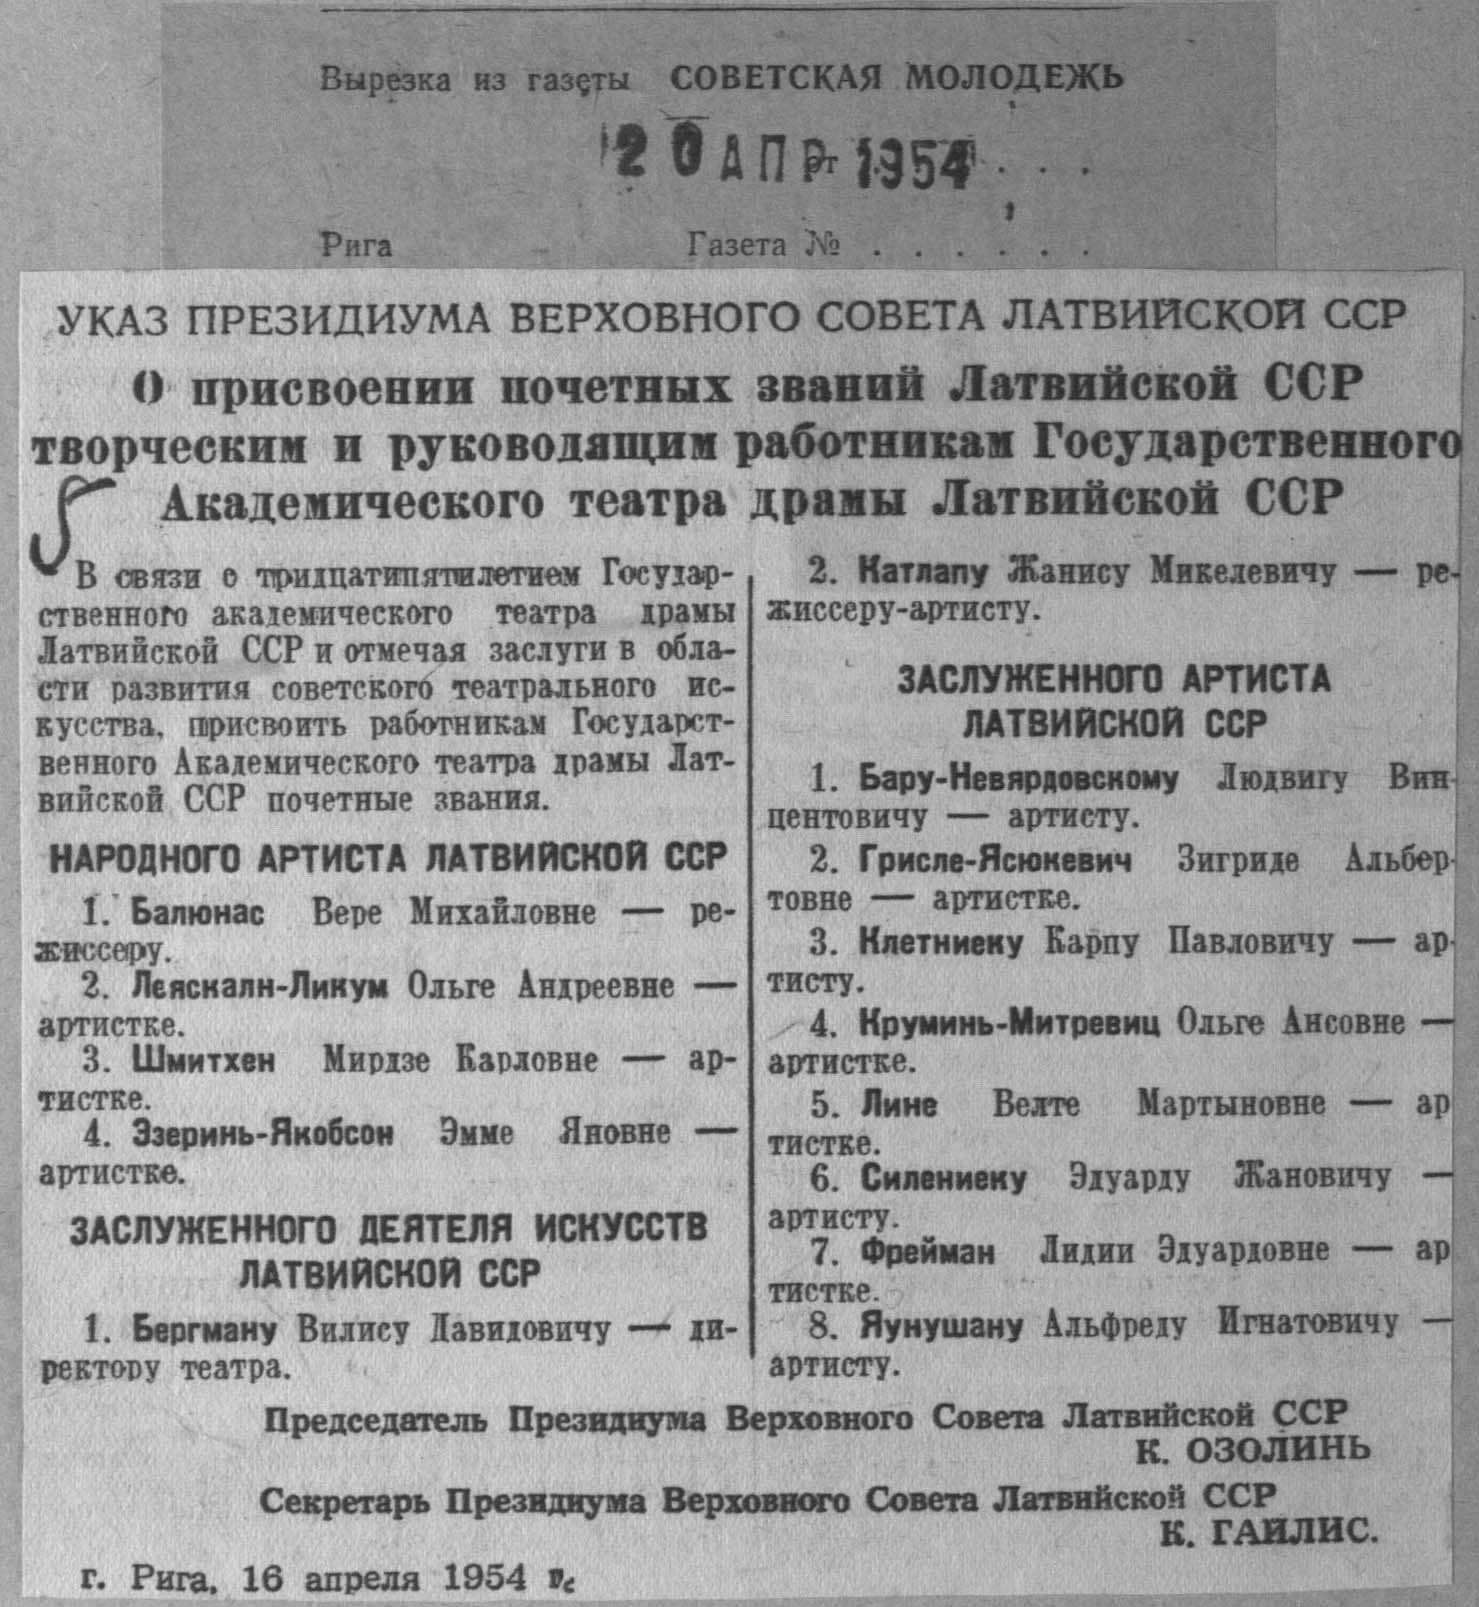 Вырезка из газеты СОВЕТСКАЯ МОЛОДЕЖЬ
20 АПР от 1954 . . .
Рига Газета № . . . . . .
УКАЗ ПРЕЗИДИУМА ВЕРХОВНОГО СОВЕТА ЛАТВИЙСКОЙ ССР
О присвоении почетных званий Латвийской ССР
творческим и руководящим работникам Государственного
Академического театра драмы Латвийской ССР
В связи с тридцатипятилетием Государ-
ственного академического театра драмы
Латвийской ССР и отмечая заслуги в обла-
сти развития советского театрального ис-
кусства, присвоить работникам Государст-
венного Академического театра драмы Лат-
вийской ССР почетные звания.
НАРОДНОГО АРТИСТА ЛАТВИЙСКОЙ ССР
1. Балюнас Вере Михайловне — ре-
жиссеру.
2. Леяскалн-Ликум Ольге Андреевне —
артистке.
3. Шмитхен Мирдзе Карловне — ар-
тистке.
4. Эзеринь-Якобсон Эмме Яновне —
артистке.
ЗАСЛУЖЕННОГО ДЕЯТЕЛЯ ИСКУССТВ
ЛАТВИЙСКОЙ ССР
1. Бергману Вилису Давидовичу — ди-
ректору театра.
2. Катлапу Жанису Микелевичу — ре-
жиссеру-артисту.
ЗАСЛУЖЕННОГО АРТИСТА
ЛАТВИЙСКОЙ ССР
1. Бару-Невярдовскому Людвигу Вин-
центовичу — артисту.
2. Грисле-Ясюкевич Зигриде Альбер-
товне — артистке.
3. Клетниеку Карпу Павловичу — ар-
тисту.
4. Круминь-Митревиц Ольге Ансовне —
артистке.
5. Лине Велте Мартыновне — ар
тистке.
6. Силениеку Эдуарду Жановичу —
артисту.
7. Фрейман Лидии Эдуардовне — ар
тистке.
8. Яунушану Альфреду Игнатовичу —
артисту.
Председатель Президиума Верховного Совета Латвийской ССР
К. ОЗОЛИНЬ
Секретарь Президиума Верховного Совета Латвийской ССР
К. ГАЙЛИС.
г. Рига, 16 апреля 1954 г.